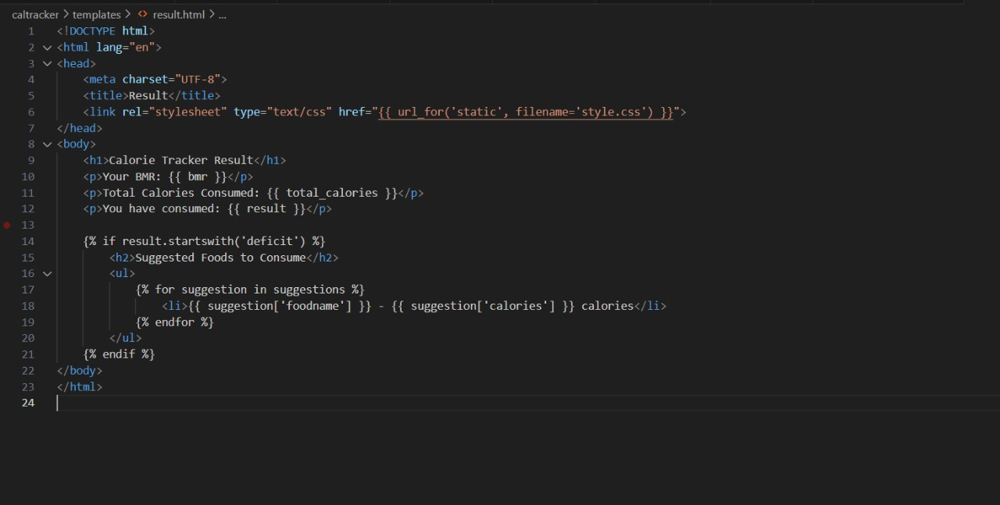 caltracker > templates > <> result.html > ...
1 <!DOCTYPE html>
2 <html lang="en">
3 <head>
4     <meta charset="UTF-8">
5     <title>Result</title>
6     <link rel="stylesheet" type="text/css" href="{{ url_for('static', filename='style.css') }}">
7 </head>
8 <body>
9     <h1>Calorie Tracker Result</h1>
10     <p>Your BMR: {{ bmr }}</p>
11     <p>Total Calories Consumed: {{ total_calories }}</p>
12     <p>You have consumed: {{ result }}</p>
13
14     {% if result.startswith('deficit') %}
15         <h2>Suggested Foods to Consume</h2>
16         <ul>
17             {% for suggestion in suggestions %}
18                 <li>{{ suggestion['foodname'] }} - {{ suggestion['calories'] }} calories</li>
19             {% endfor %}
20         </ul>
21     {% endif %}
22 </body>
23 </html>
24